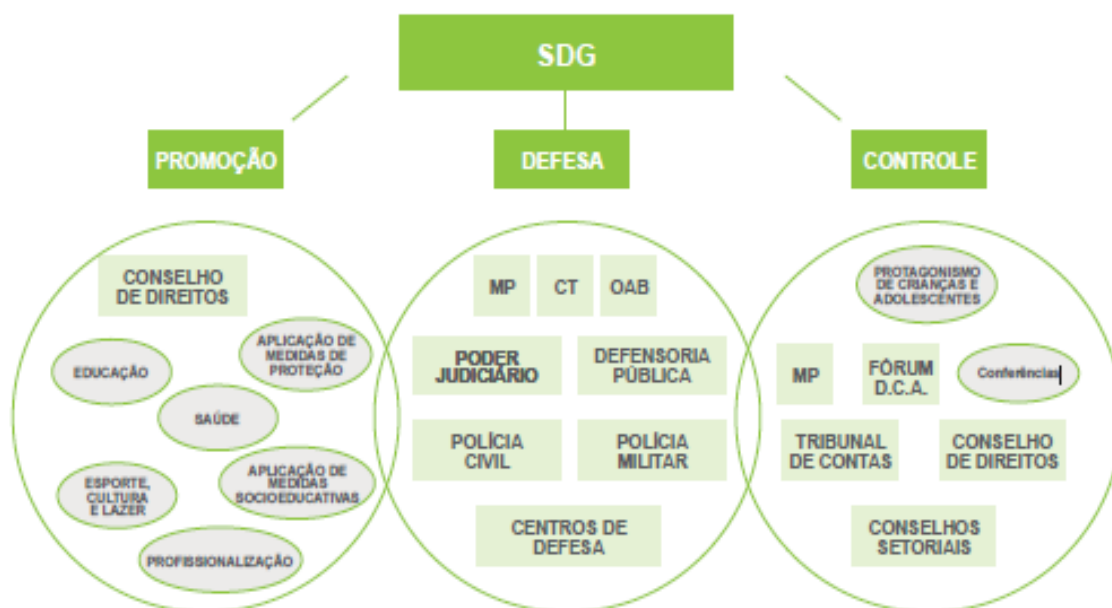 SDG
PROMOÇÃO
DEFESA
CONTROLE
CONSELHO
DE DIREITOS
EDUCAÇÃO
APLICAÇÃO DE
MEDIDAS DE
PROTEÇÃO
SAÚDE
ESPORTE,
CULTURA
E LAZER
APLICAÇÃO DE
MEDIDAS
SOCIOEDUCATIVAS
PROFISSIONALIZAÇÃO
MP
CT
OAB
PODER
JUDICIÁRIO
DEFENSORIA
PÚBLICA
POLÍCIA
CIVIL
POLÍCIA
MILITAR
CENTROS DE
DEFESA
PROTAGONISMO
DE CRIANÇAS E
ADOLESCENTES
MP
FÓRUM
D.C.A.
Conferências
TRIBUNAL
DE CONTAS
CONSELHO
DE DIREITOS
CONSELHOS
SETORIAIS